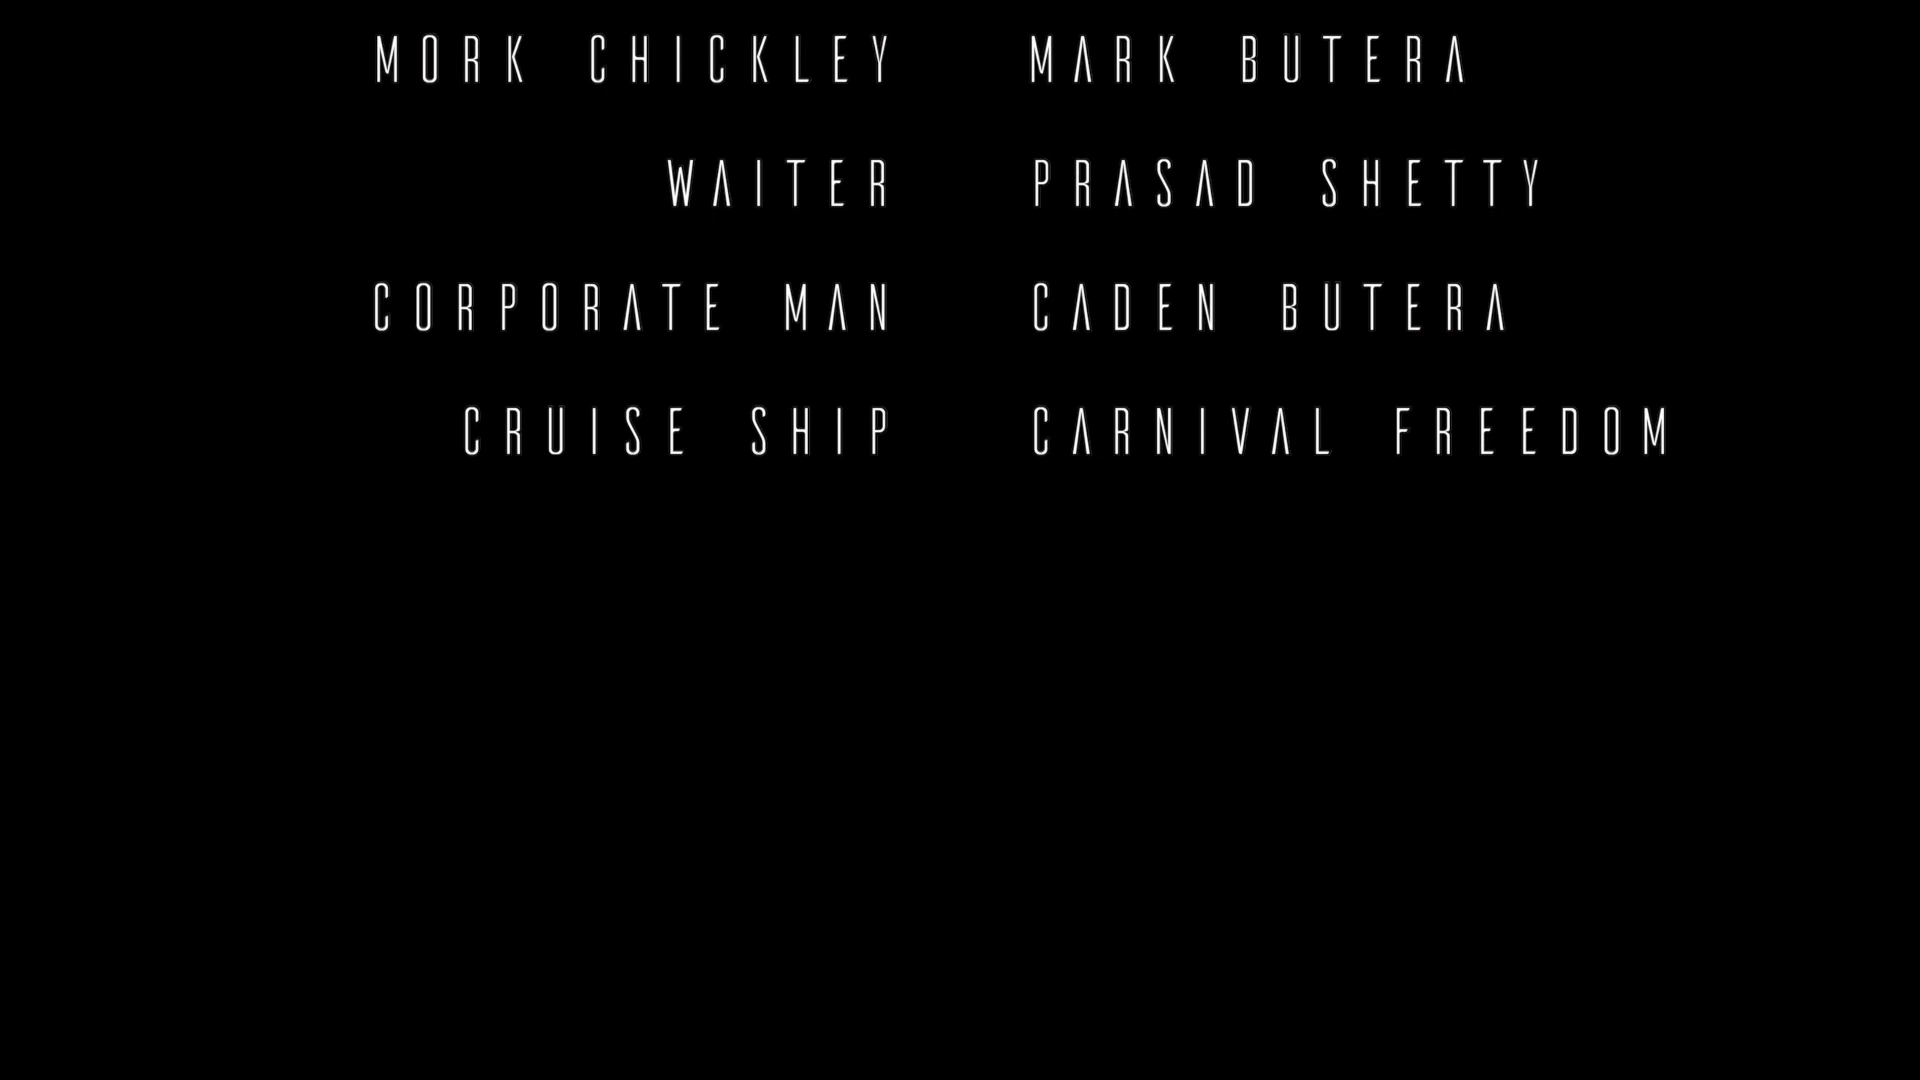 MORK CHICKLEY MARK BUTERA
WAITER PRASAD SHETTY
CORPORATE MAN CADEN BUTERA
CRUISE SHIP CARNIVAL FREEDOM